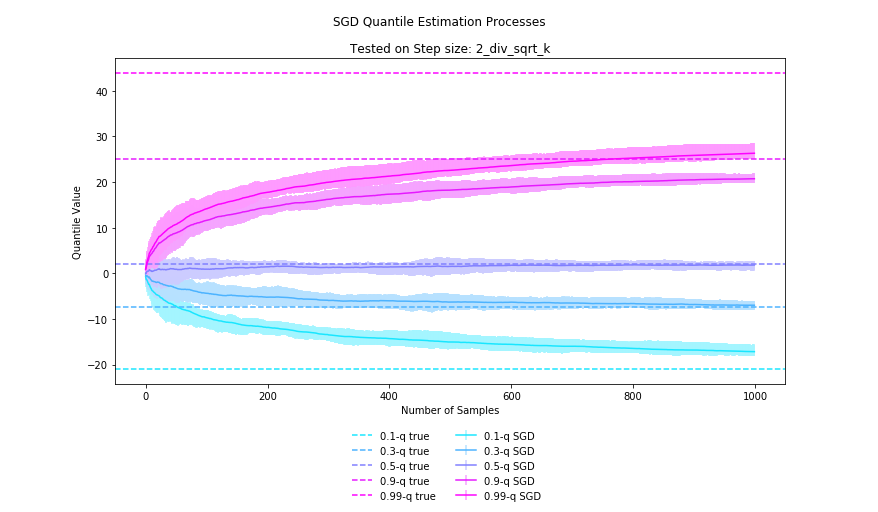 SGD Quantile Estimation Processes
Tested on Step size: 2_div_sqrt_k
40
30
20
10
0
−10
−20
Quantile Value
0
200
400
600
800
1000
Number of Samples
0.1-q true
0.3-q true
0.5-q true
0.9-q true
0.99-q true
0.1-q SGD
0.3-q SGD
0.5-q SGD
0.9-q SGD
0.99-q SGD